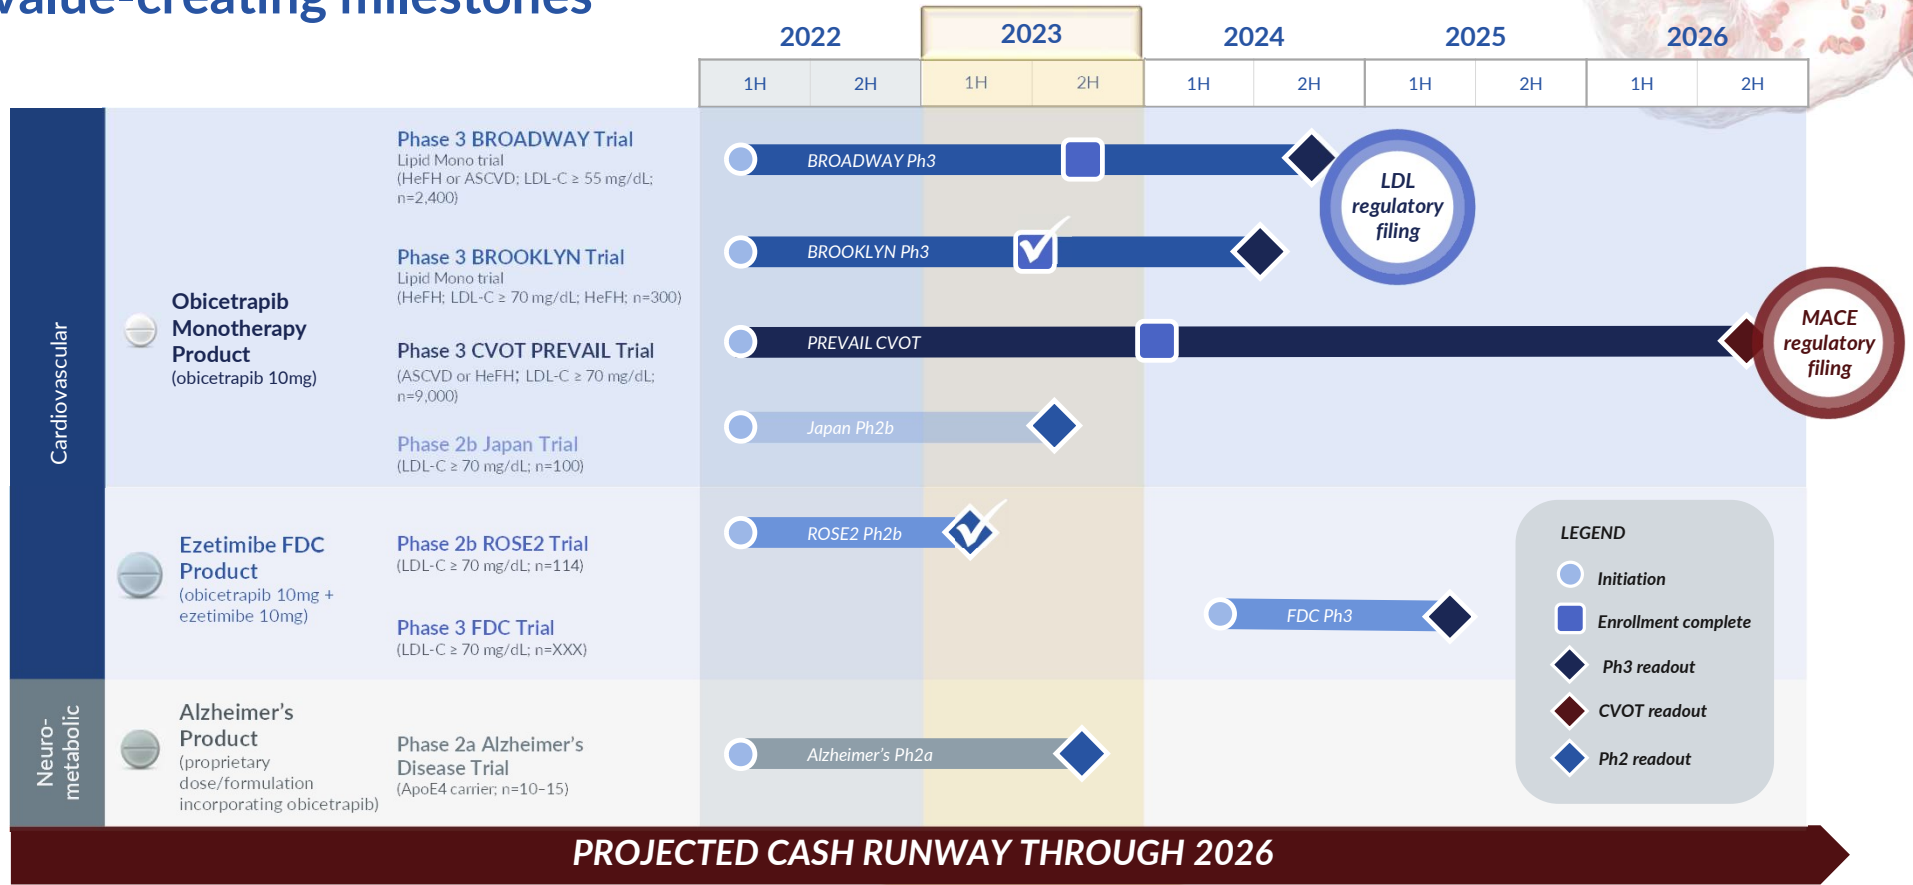 value-creating milestones
2022 2023 2024 2025 2026
1H 2H 1H 2H 1H 2H 1H 2H 1H 2H
Cardiovascular
Obicetrapib
Monotherapy
Product
(obicetrapib 10mg)
Phase 3 BROADWAY Trial
Lipid Mono trial
(HeFH or ASCVD; LDL-C ≥ 55 mg/dL;
n=2,400)
BROADWAY Ph3
LDL
regulatory
filing
Phase 3 BROOKLYN Trial
Lipid Mono trial
(HeFH; LDL-C ≥ 70 mg/dL; HeFH; n=300)
BROOKLYN Ph3
Phase 3 CVOT PREVAIL Trial
(ASCVD or HeFH; LDL-C ≥ 70 mg/dL;
n=9,000)
PREVAIL CVOT
MACE
regulatory
filing
Phase 2b Japan Trial
(LDL-C ≥ 70 mg/dL; n=100)
Japan Ph2b
Ezetimibe FDC
Product
(obicetrapib 10mg +
ezetimibe 10mg)
Phase 2b ROSE2 Trial
(LDL-C ≥ 70 mg/dL; n=114)
ROSE2 Ph2b
Phase 3 FDC Trial
(LDL-C ≥ 70 mg/dL; n=XXX)
FDC Ph3
LEGEND
Initiation
Enrollment complete
Ph3 readout
CVOT readout
Ph2 readout
Neuro-
metabolic
Alzheimer's
Product
(proprietary
dose/formulation
incorporating obicetrapib)
Phase 2a Alzheimer's
Disease Trial
(ApoE4 carrier; n=10–15)
Alzheimer's Ph2a
PROJECTED CASH RUNWAY THROUGH 2026